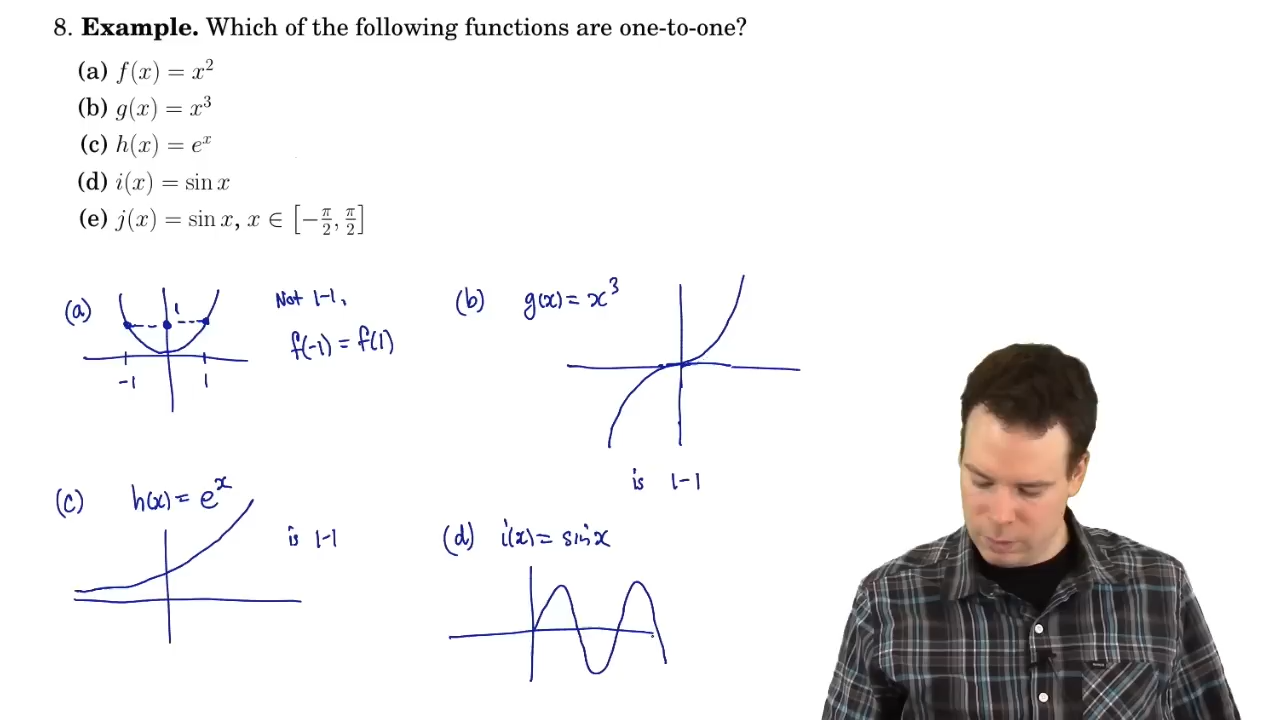 8. Example. Which of the following functions are one-to-one?
(a) f(x) = x²
(b) g(x) = x³
(c) h(x) = eˣ
(d) i(x) = sin x
(e) j(x) = sin x, x ∈ [−π/2, π/2]
(a)
1
-1
1
Not 1-1,
f(-1) = f(1)
(b) g(x) = x³
is 1-1
(c) h(x) = eˣ
is 1-1
(d) i(x) = sin x